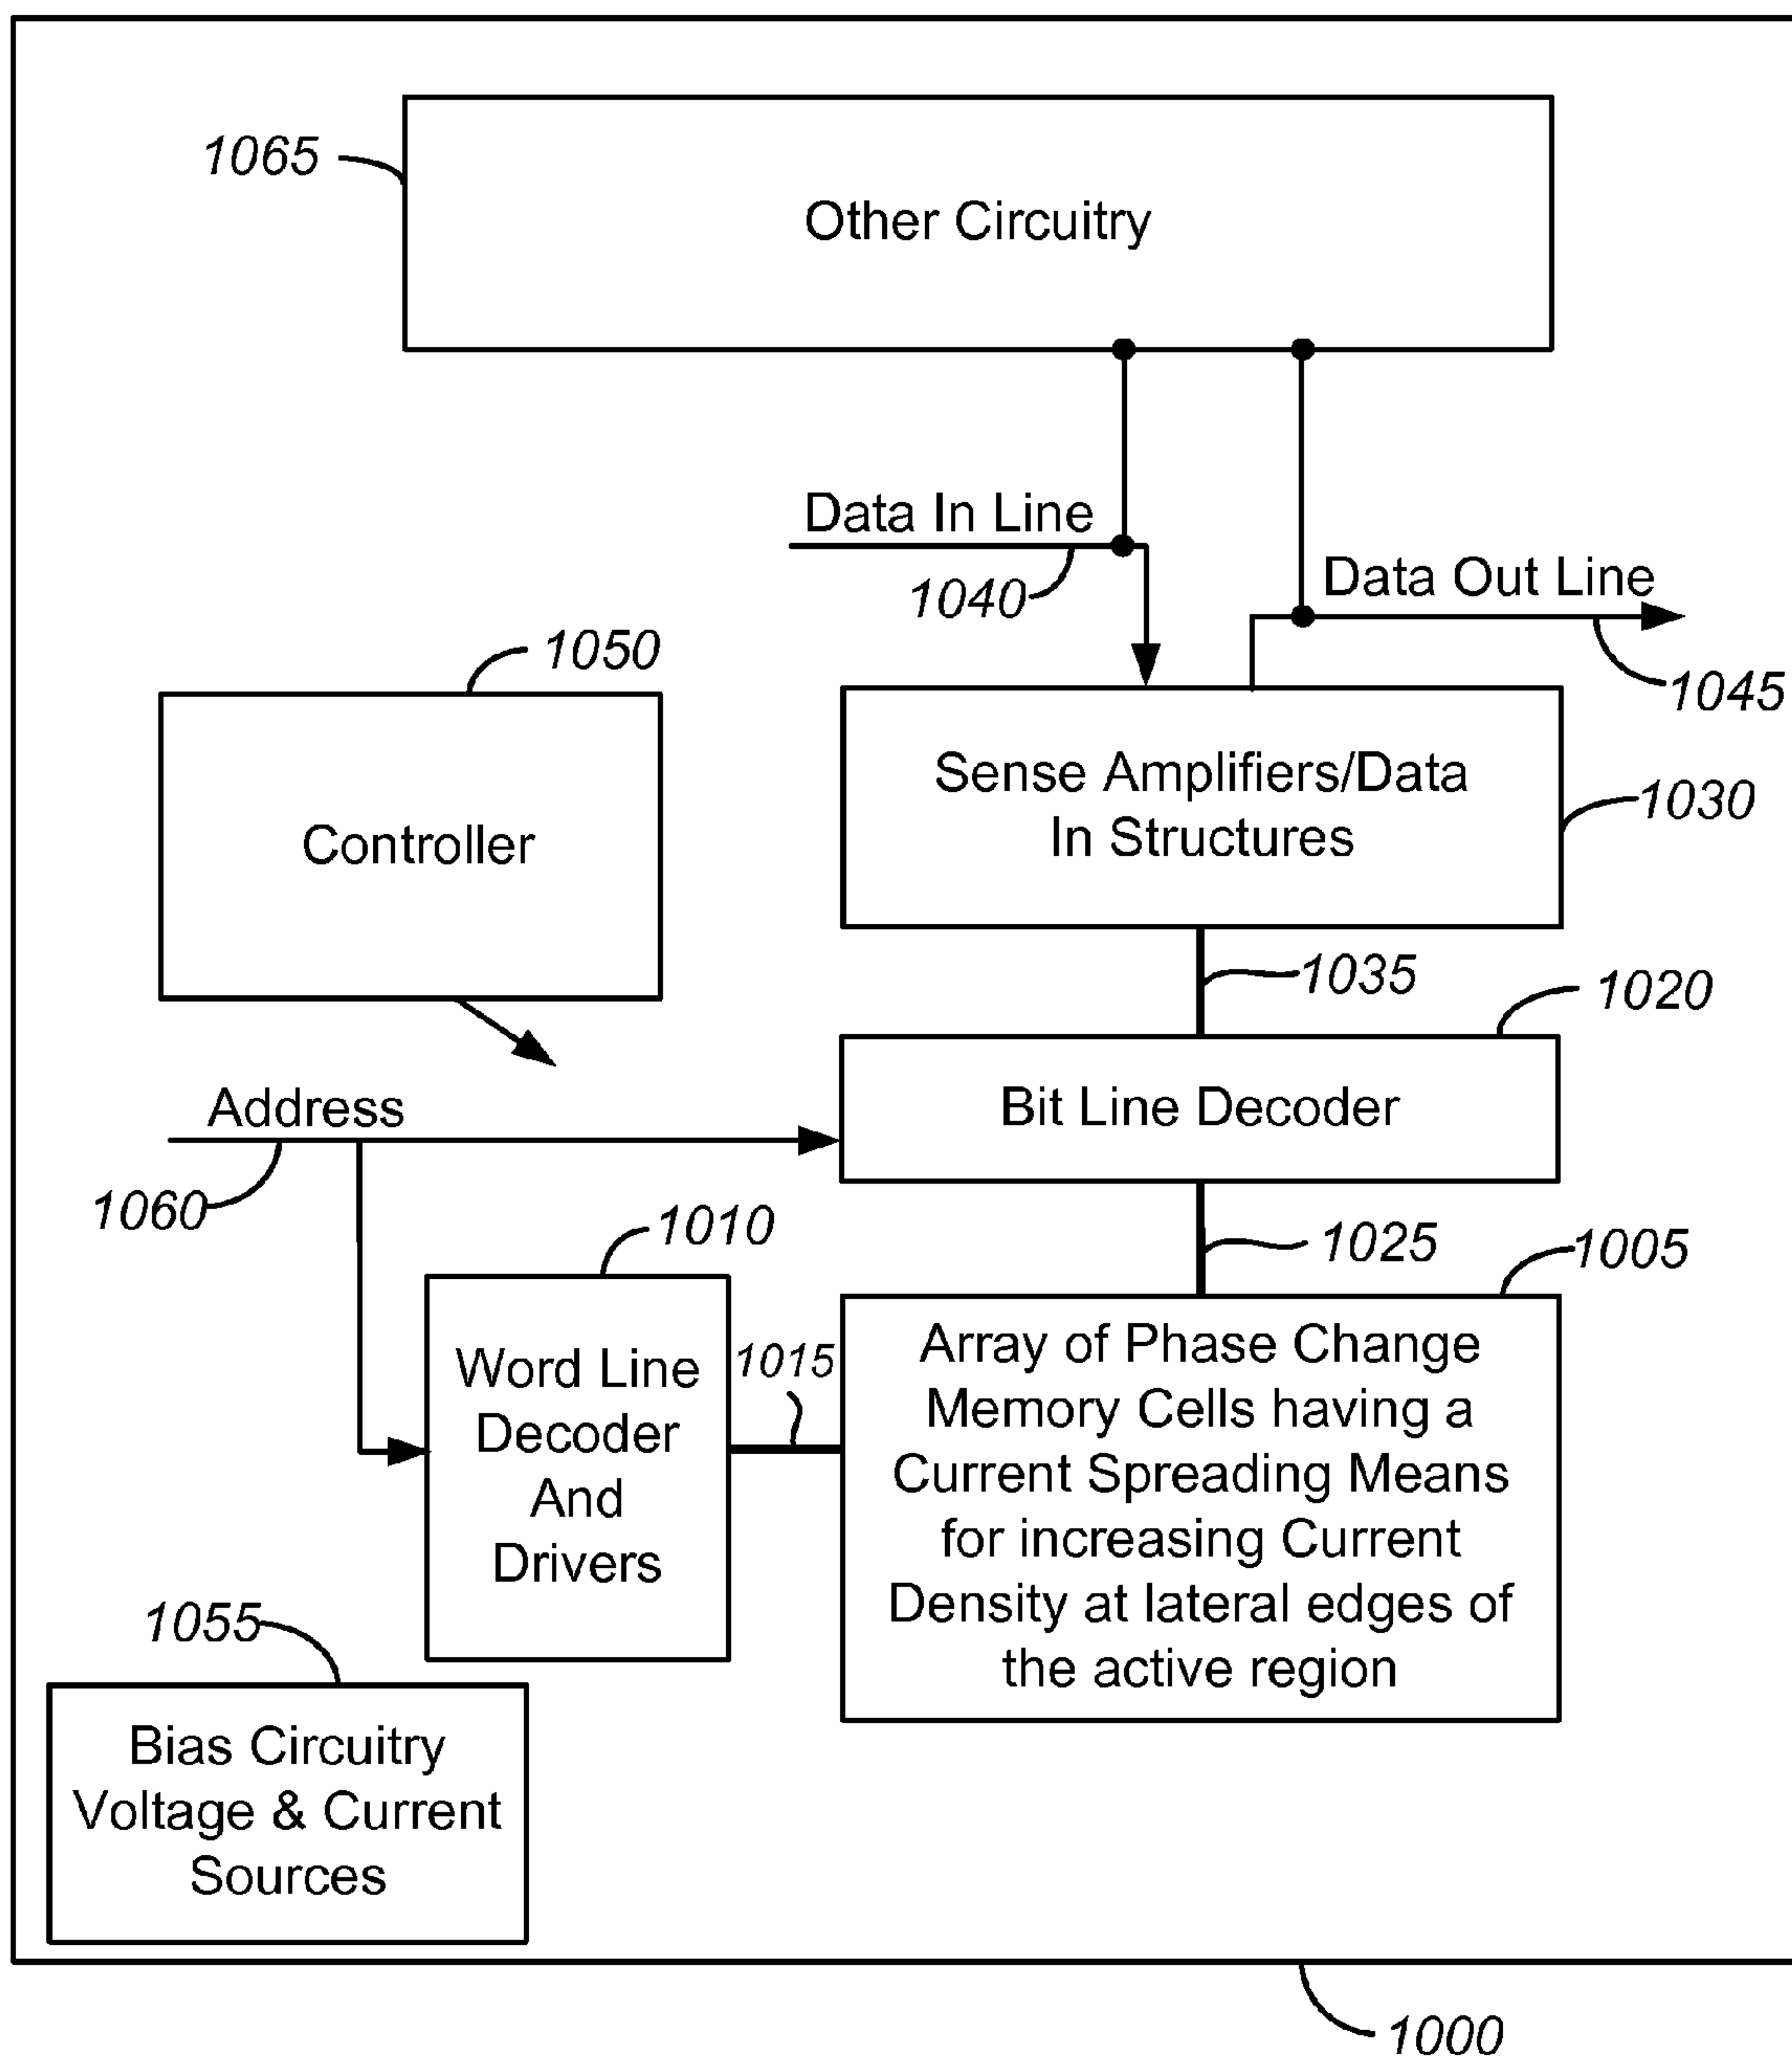 1065
Other Circuitry
Data In Line
1040
Data Out Line
1045
1050
Controller
Sense Amplifiers/Data
In Structures
1030
1035
1020
Bit Line Decoder
Address
1060
1010
1025
1005
Word Line
Decoder
And
Drivers
1015
Array of Phase Change
Memory Cells having a
Current Spreading Means
for increasing Current
Density at lateral edges of
the active region
1055
Bias Circuitry
Voltage & Current
Sources
1000